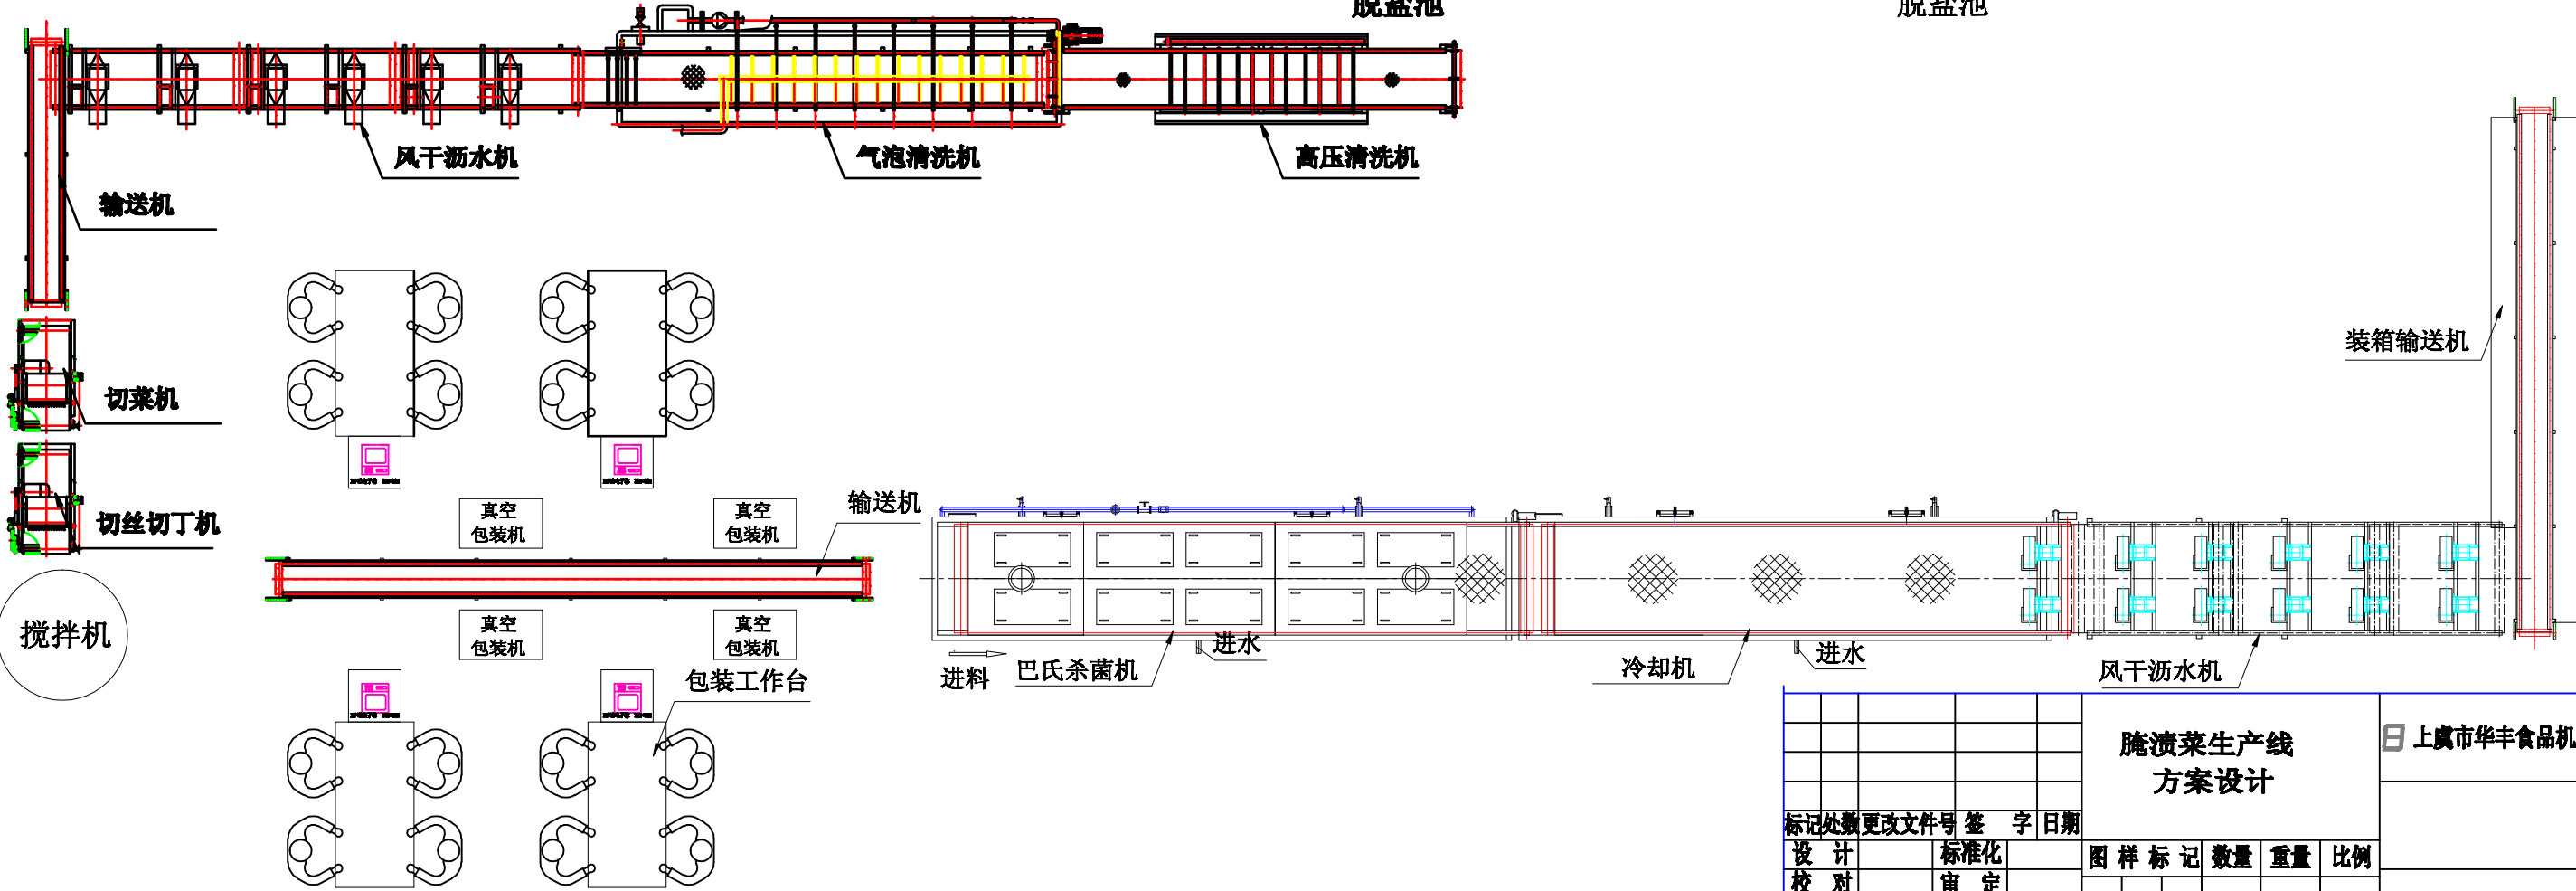 脱盐池
脱盐池
风干沥水机
气泡清洗机
高压清洗机
输送机
装箱输送机
切菜机
切丝切丁机
真空
包装机
真空
包装机
输送机
搅拌机
真空
包装机
真空
包装机
包装工作台
进料
巴氏杀菌机
进水
冷却机
进水
风干沥水机
腌渍菜生产线
方案设计
上虞市华丰食品机
标记 处数 更改文件号 签 字 日期
设 计 标准化
图 样 标 记 数量 重量 比例
校 对 审 定